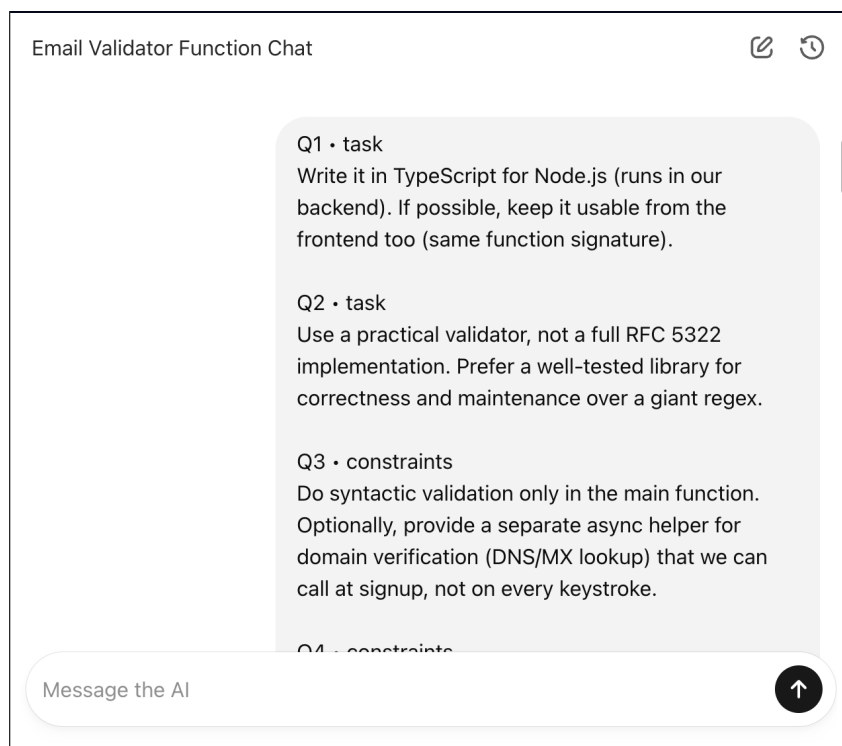 Email Validator Function Chat
Q1 • task
Write it in TypeScript for Node.js (runs in our
backend). If possible, keep it usable from the
frontend too (same function signature).
Q2 • task
Use a practical validator, not a full RFC 5322
implementation. Prefer a well-tested library for
correctness and maintenance over a giant regex.
Q3 • constraints
Do syntactic validation only in the main function.
Optionally, provide a separate async helper for
domain verification (DNS/MX lookup) that we can
call at signup, not on every keystroke.
Q4 • constraints
Message the AI